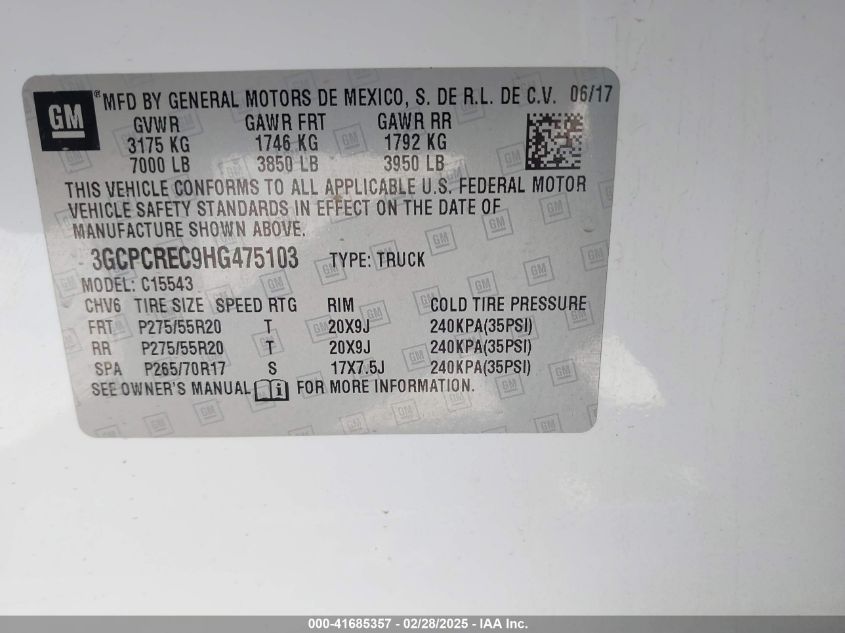 GM
® MFD BY GENERAL MOTORS DE MEXICO, S. DE R.L. DE C.V. 06/17
GVWR GAWR FRT GAWR RR
3175 KG 1746 KG 1792 KG
7000 LB 3850 LB 3950 LB
THIS VEHICLE CONFORMS TO ALL APPLICABLE U.S. FEDERAL MOTOR
VEHICLE SAFETY STANDARDS IN EFFECT ON THE DATE OF
MANUFACTURE SHOWN ABOVE.
3GCPCREC9HG475103 TYPE: TRUCK
MODEL: C15543
CHV6 TIRE SIZE SPEED RTG RIM COLD TIRE PRESSURE
FRT P275/55R20 T 20X9J 240KPA(35PSI)
RR P275/55R20 T 20X9J 240KPA(35PSI)
SPA P265/70R17 S 17X7.5J 240KPA(35PSI)
SEE OWNER'S MANUAL FOR MORE INFORMATION.
000-41685357 - 02/28/2025 - IAA Inc.